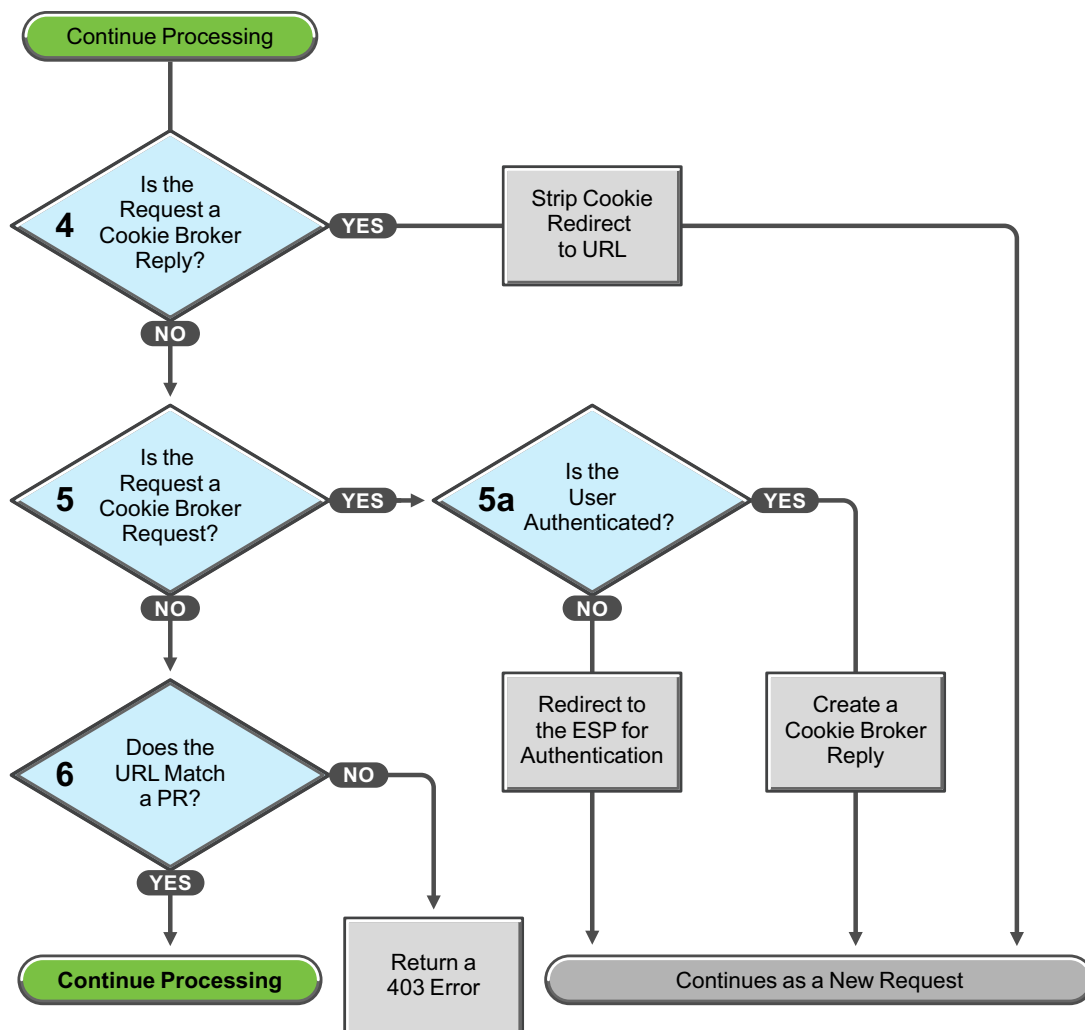 Continue Processing
Is the
Request a
4 Cookie Broker
Reply?
YES
Strip Cookie
Redirect
to URL
NO
Is the
Request a
5 Cookie Broker
Request?
YES
Is the
5a User
Authenticated?
YES
NO
NO
Redirect to
the ESP for
Authentication
Create a
Cookie Broker
Reply
Does the
6 URL Match
a PR?
NO
YES
Continue Processing
Return a
403 Error
Continues as a New Request